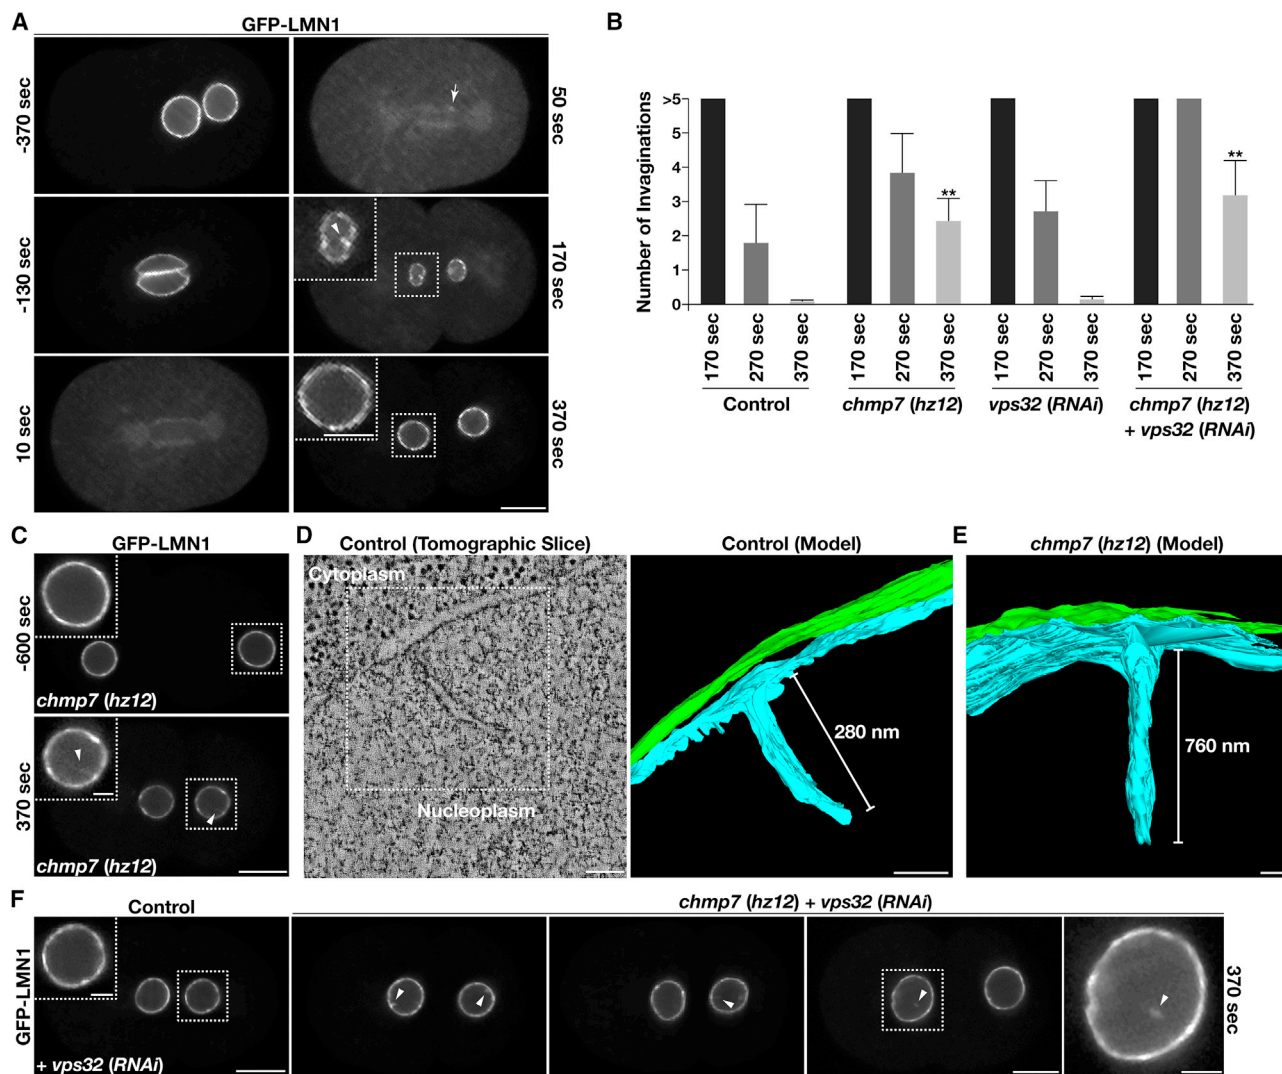 A
GFP-LMN1
-370 sec
50 sec
-130 sec
170 sec
10 sec
370 sec
B
Number of Invaginations
>5
5
4
3
2
1
0
**
**
170 sec
270 sec
370 sec
170 sec
270 sec
370 sec
170 sec
270 sec
370 sec
170 sec
270 sec
370 sec
Control
chmp7 (hz12)
vps32 (RNAi)
chmp7 (hz12)
+ vps32 (RNAi)
C
GFP-LMN1
-600 sec
chmp7 (hz12)
370 sec
chmp7 (hz12)
D
Control (Tomographic Slice)
Cytoplasm
Nucleoplasm
Control (Model)
280 nm
E
chmp7 (hz12) (Model)
760 nm
F
Control
chmp7 (hz12) + vps32 (RNAi)
GFP-LMN1
+ vps32 (RNAi)
370 sec